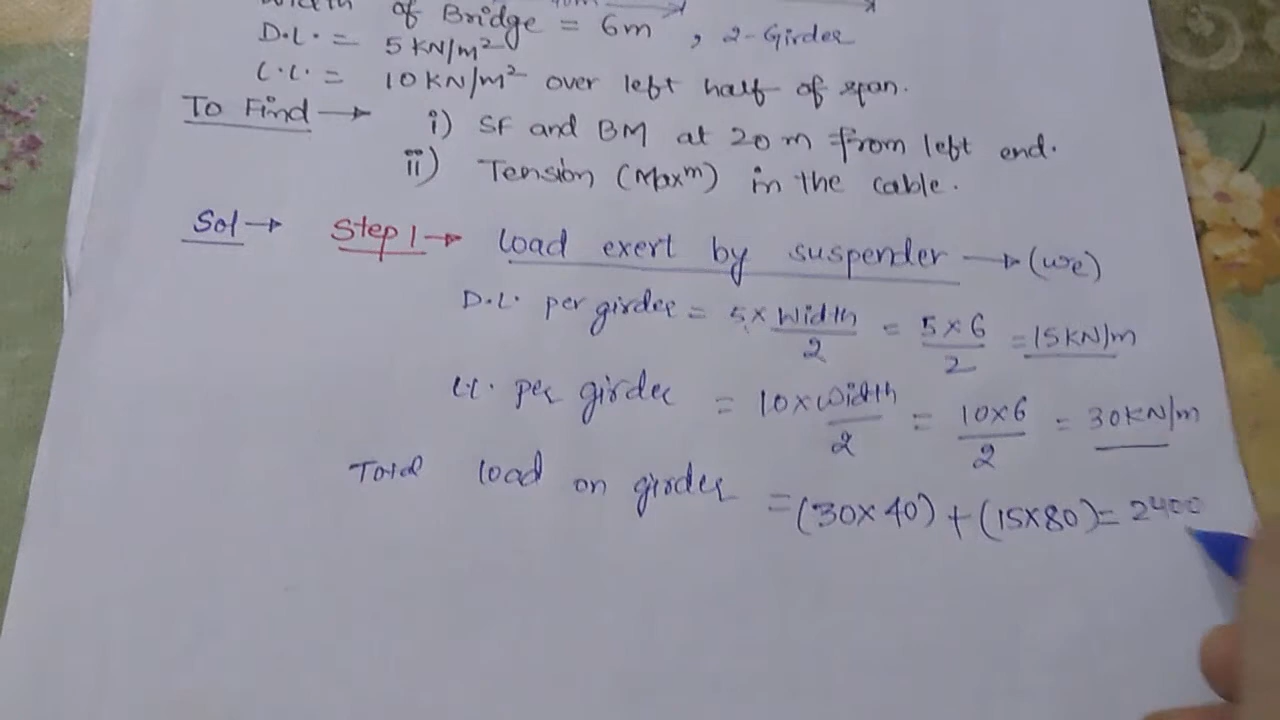 Width of Bridge = 6m, 2-Girder
D.L. = 5 KN/m²
L.L. = 10 KN/m² over left half of span.
To Find → i) SF and BM at 20 m from left end.
ii) Tension (Maxᵐ) in the cable.
Sol → Step 1 → Load exert by suspender → (we)
D.L. per girder = 5 × Width/2 = 5×6/2 = 15 KN/m
L.L. per girder = 10 × Width/2 = 10×6/2 = 30 KN/m
Total load on girder = (30×40) + (15×80) = 2400